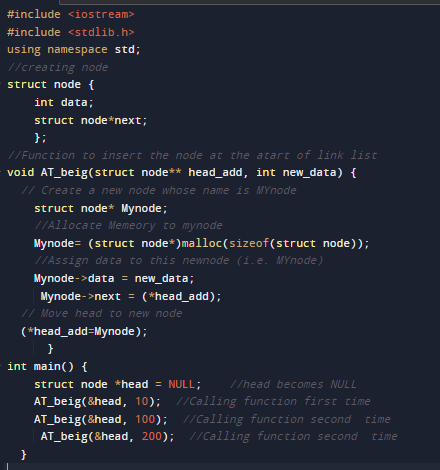 #include <iostream>
#include <stdlib.h>
using namespace std;
//creating node
struct node {
    int data;
    struct node*next;
    };
//Function to insert the node at the atart of link list
void AT_beig(struct node** head_add, int new_data) {
  // Create a new node whose name is MYnode
    struct node* Mynode;
    //Allocate Memeory to mynode
    Mynode= (struct node*)malloc(sizeof(struct node));
    //Assign data to this newnode (i.e. MYnode)
    Mynode->data = new_data;
     Mynode->next = (*head_add);
  // Move head to new node
  (*head_add=Mynode);
      }
int main() {
    struct node *head = NULL;    //head becomes NULL
    AT_beig(&head, 10);  //Calling function first time
    AT_beig(&head, 100);  //Calling function second  time
     AT_beig(&head, 200);  //Calling function second  time
  }